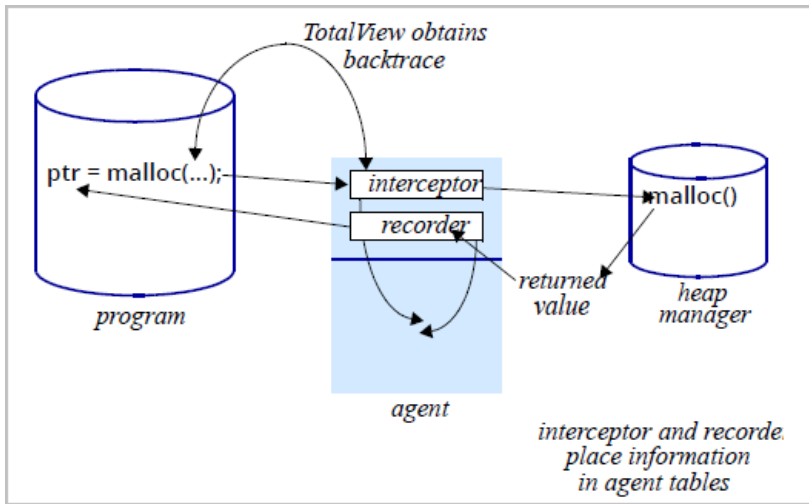 TotalView obtains
backtrace
ptr = malloc(...);
interceptor
malloc()
recorder
returned
value
program
heap
manager
agent
interceptor and recorde
place information
in agent tables